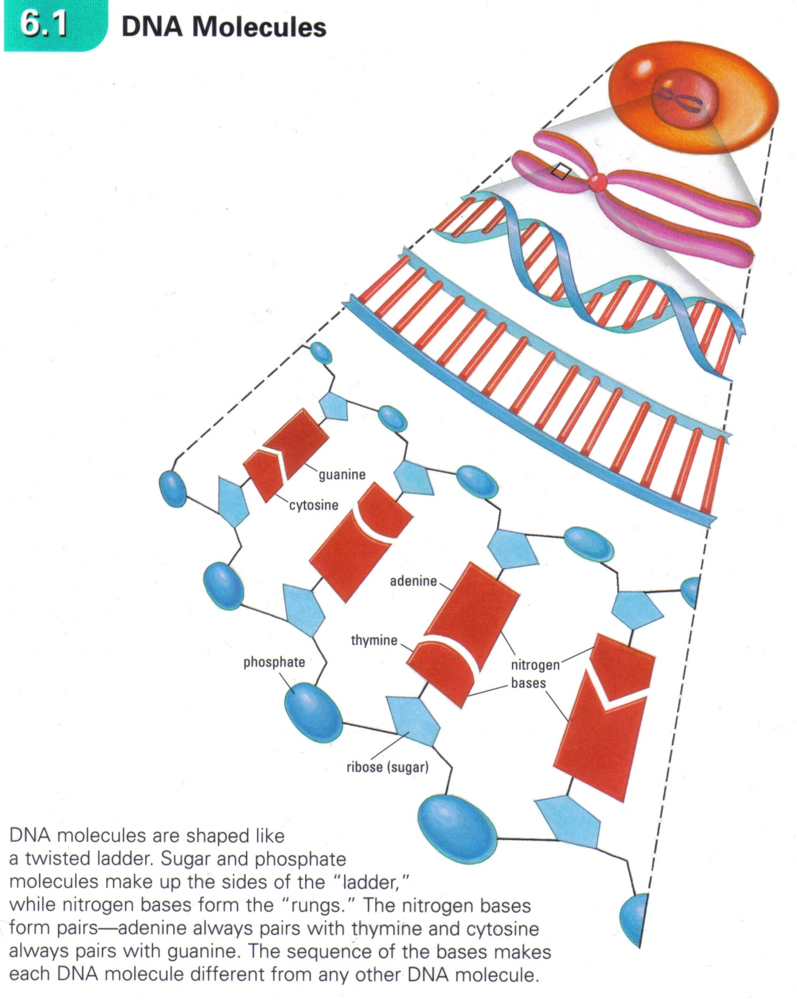 6.1
DNA Molecules
guanine
cytosine
adenine
thymine
phosphate
nitrogen
bases
ribose (sugar)
DNA molecules are shaped like
a twisted ladder. Sugar and phosphate
molecules make up the sides of the “ladder,”
while nitrogen bases form the “rungs.” The nitrogen bases
form pairs—adenine always pairs with thymine and cytosine
always pairs with guanine. The sequence of the bases makes
each DNA molecule different from any other DNA molecule.